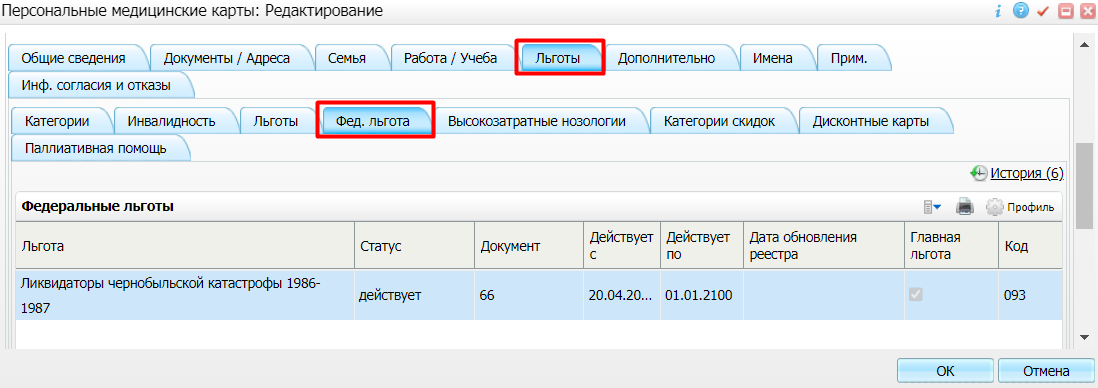 Персональные медицинские карты: Редактирование
Общие сведения Документы / Адреса Семья Работа / Учеба Льготы Дополнительно Имена Прим.
Инф. согласия и отказы
Категории Инвалидность Льготы Фед. льгота Высокозатратные нозологии Категории скидок Дисконтные карты
Паллиативная помощь
История (6)
Федеральные льготы Профиль
Льгота Статус Документ Действует с Действует по Дата обновления реестра Главная льгота Код
Ликвидаторы чернобыльской катастрофы 1986-
1987 действует 66 20.04.20... 01.01.2100 093
OK Отмена